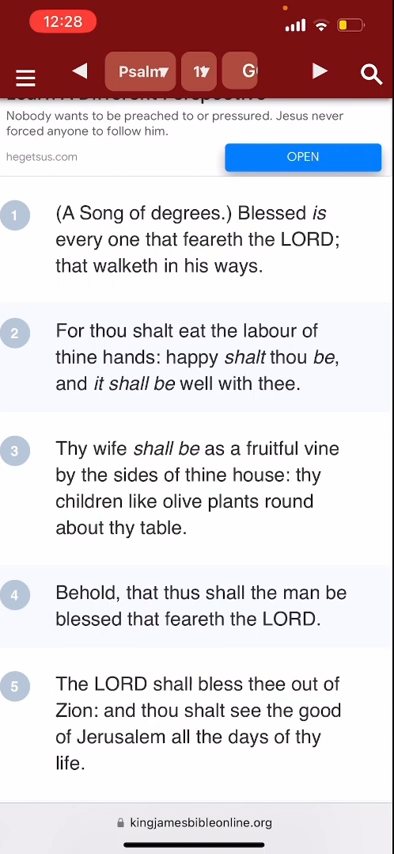 12:28
Psalm
hegetsus.com
Nobody wants to be preached to or pressured. Jesus never
forced anyone to follow him.
OPEN
1
(A Song of degrees.) Blessed is
every one that feareth the LORD;
that walketh in his ways.
2
For thou shalt eat the labour of
thine hands: happy shalt thou be,
and it shall be well with thee.
3
Thy wife shall be as a fruitful vine
by the sides of thine house: thy
children like olive plants round
about thy table.
4
Behold, that thus shall the man be
blessed that feareth the LORD.
5
The LORD shall bless thee out of
Zion: and thou shalt see the good
of Jerusalem all the days of thy
life.
kingjamesbibleonline.org